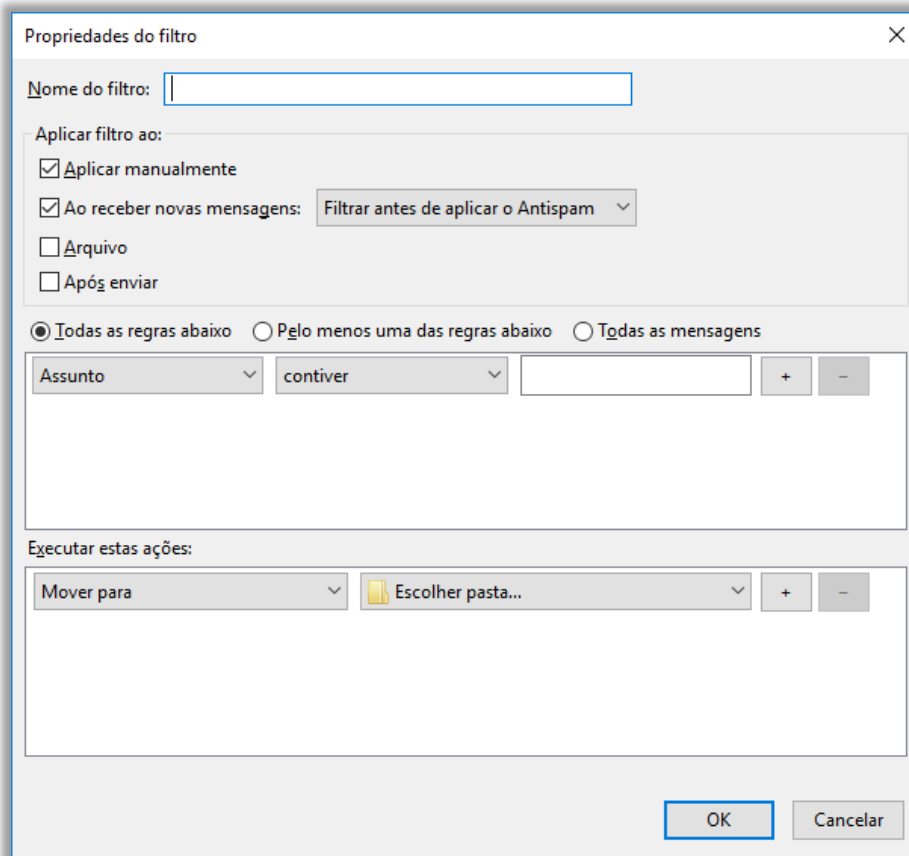 Propriedades do filtro
Nome do filtro:
Aplicar filtro ao:
Aplicar manualmente
Ao receber novas mensagens: Filtrar antes de aplicar o Antispam
Arquivo
Após enviar
Todas as regras abaixo Pelo menos uma das regras abaixo Todas as mensagens
Assunto contiver + −
Executar estas ações:
Mover para Escolher pasta... + −
OK Cancelar